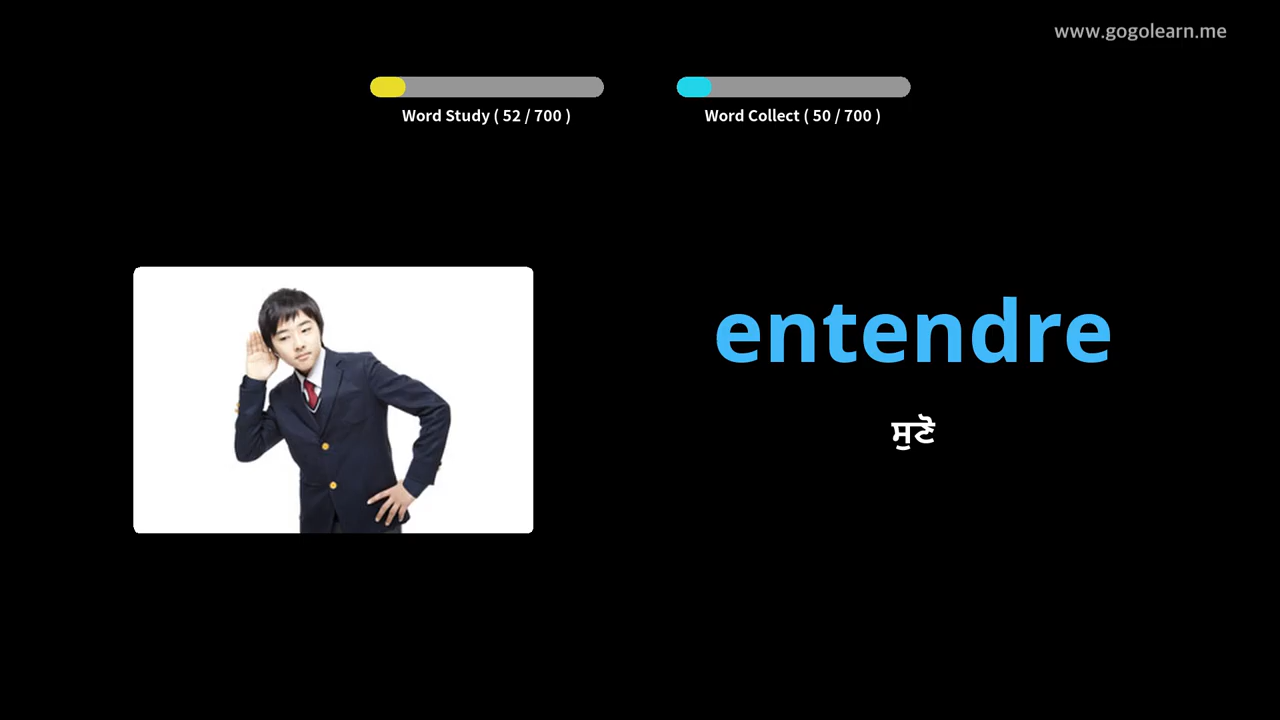 www.gogolearn.me
Word Study ( 52 / 700 )
Word Collect ( 50 / 700 )
entendre
ਸੁਣੋ